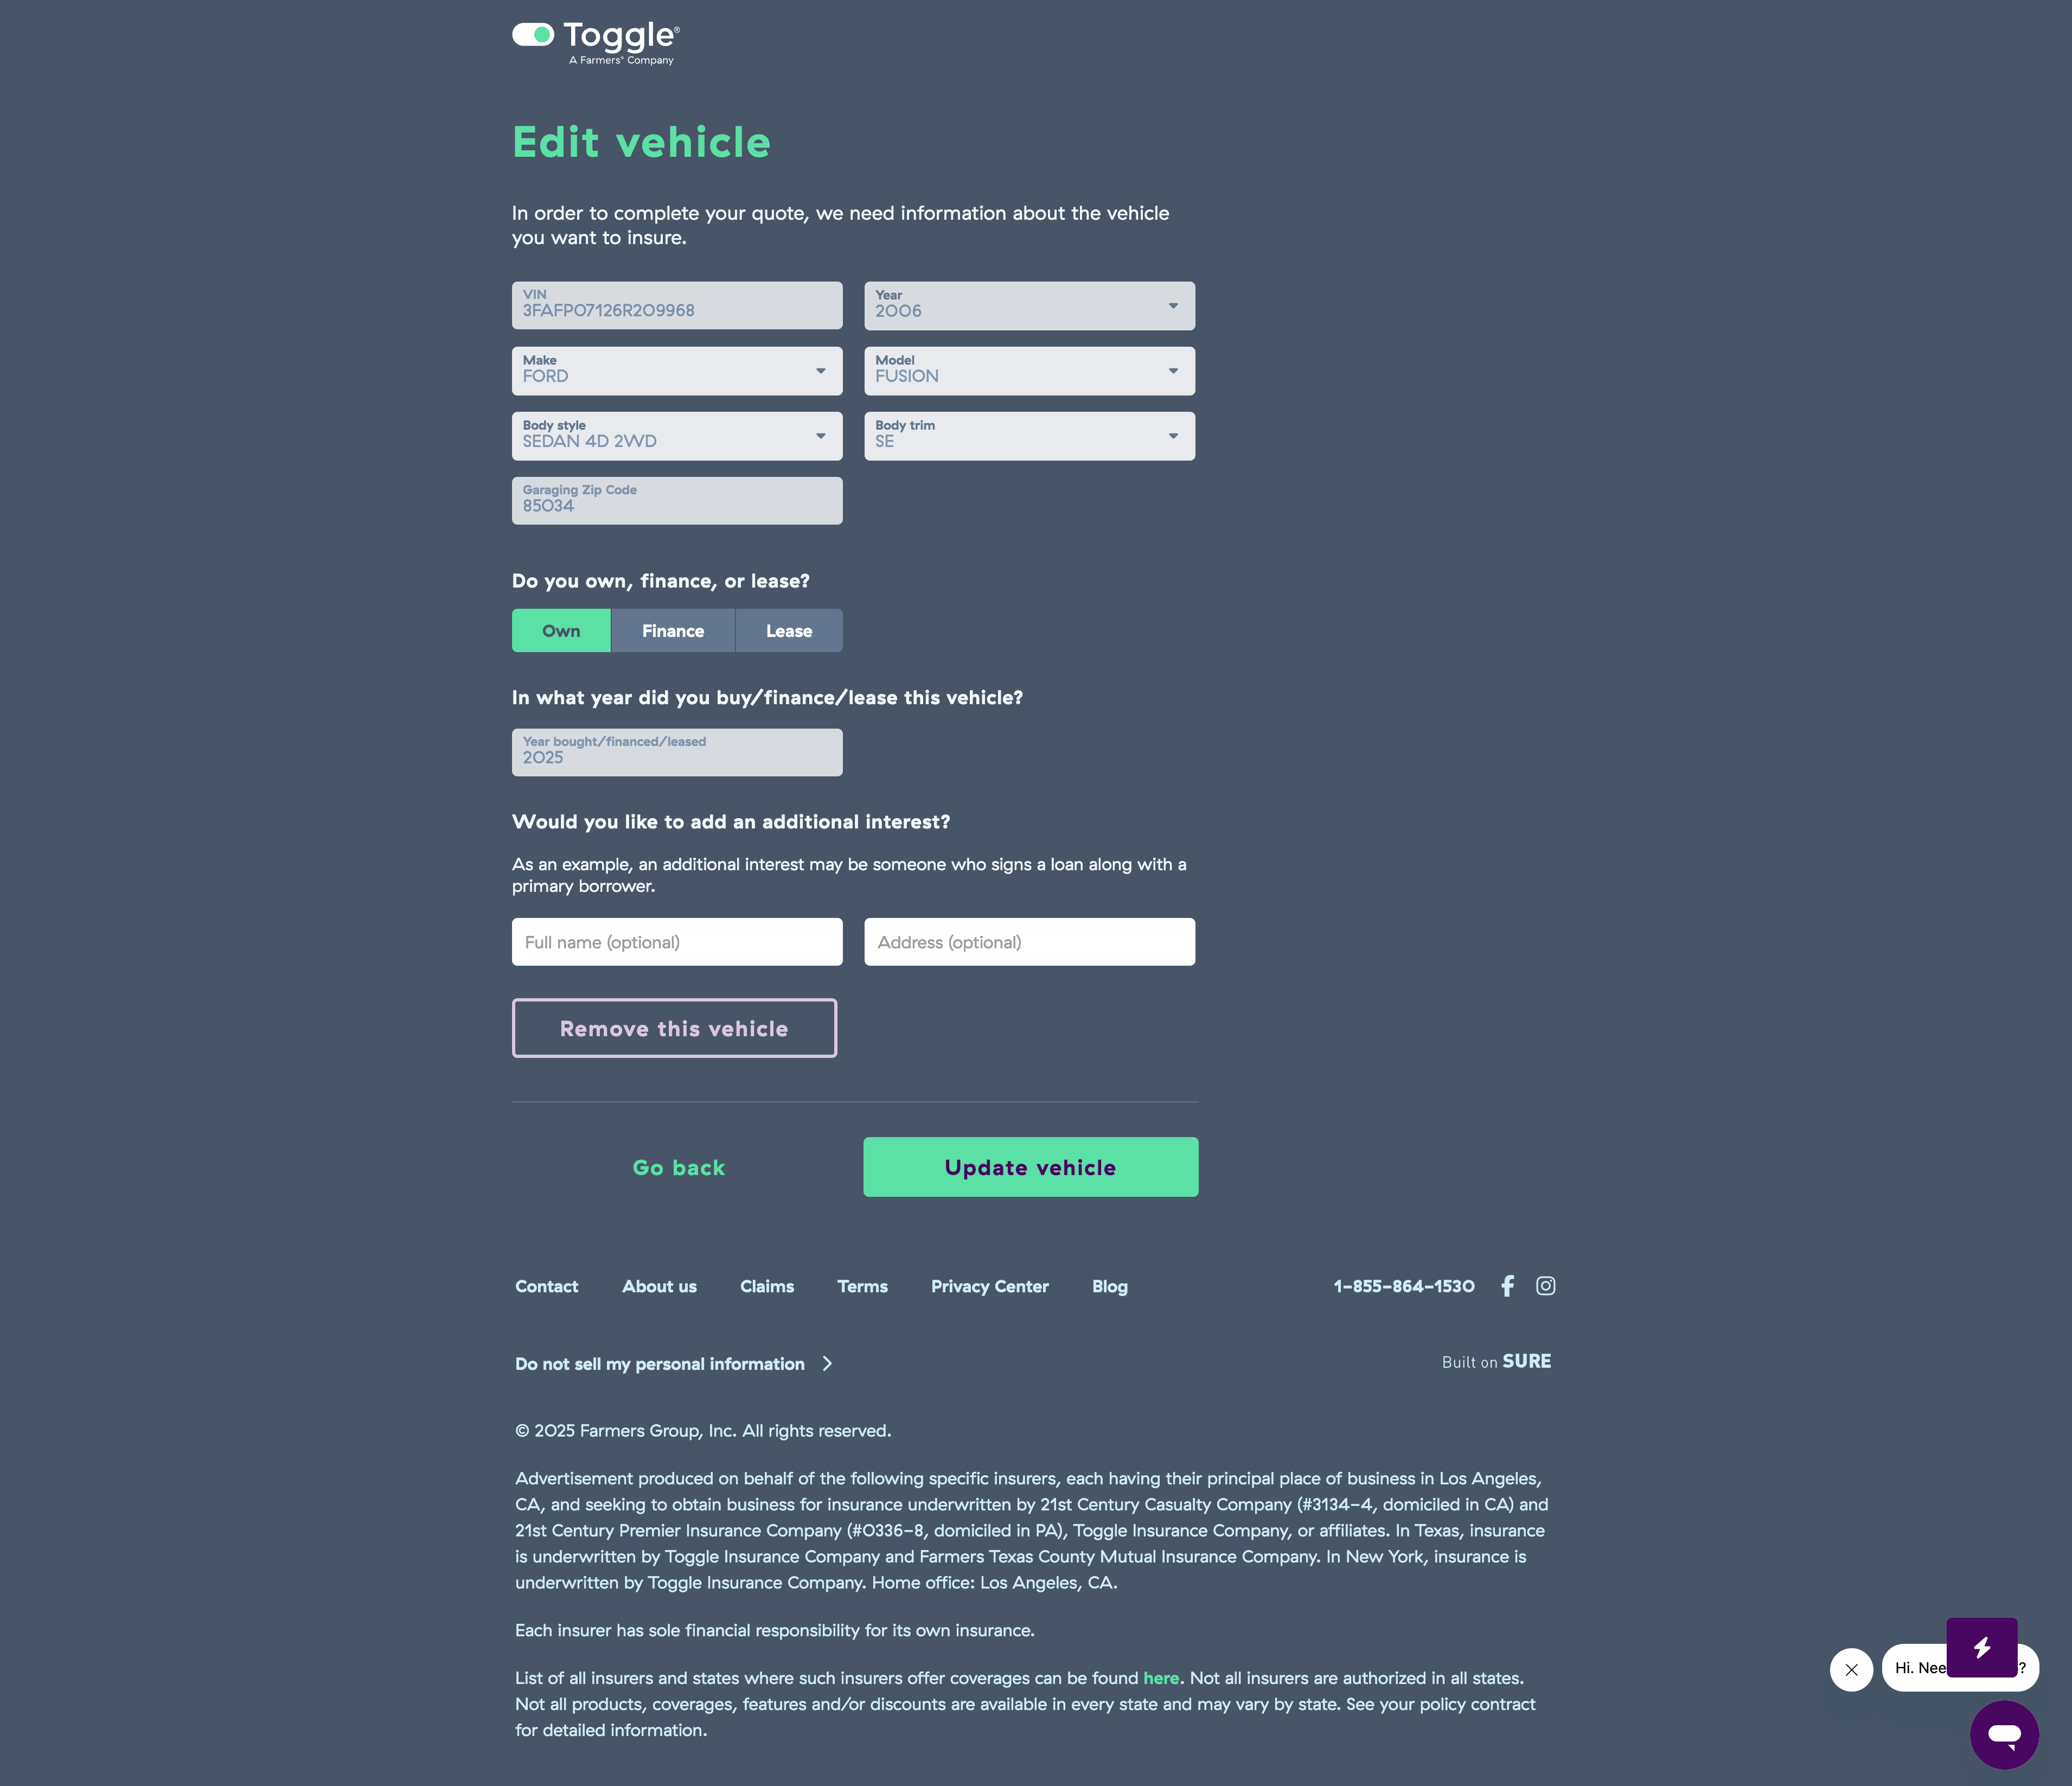 Toggle®
A Farmers® Company
Edit vehicle
In order to complete your quote, we need information about the vehicle
you want to insure.
VIN
3FAFP07126R209968
Year
2006
Make
FORD
Model
FUSION
Body style
SEDAN 4D 2WD
Body trim
SE
Garaging Zip Code
85034
Do you own, finance, or lease?
Own Finance Lease
In what year did you buy/finance/lease this vehicle?
Year bought/financed/leased
2025
Would you like to add an additional interest?
As an example, an additional interest may be someone who signs a loan along with a
primary borrower.
Full name (optional) Address (optional)
Remove this vehicle
Go back Update vehicle
Contact About us Claims Terms Privacy Center Blog 1-855-864-1530
Do not sell my personal information Built on SURE
© 2025 Farmers Group, Inc. All rights reserved.
Advertisement produced on behalf of the following specific insurers, each having their principal place of business in Los Angeles,
CA, and seeking to obtain business for insurance underwritten by 21st Century Casualty Company (#3134-4, domiciled in CA) and
21st Century Premier Insurance Company (#0336-8, domiciled in PA), Toggle Insurance Company, or affiliates. In Texas, insurance
is underwritten by Toggle Insurance Company and Farmers Texas County Mutual Insurance Company. In New York, insurance is
underwritten by Toggle Insurance Company. Home office: Los Angeles, CA.
Each insurer has sole financial responsibility for its own insurance.
List of all insurers and states where such insurers offer coverages can be found here. Not all insurers are authorized in all states.
Not all products, coverages, features and/or discounts are available in every state and may vary by state. See your policy contract
for detailed information.
Hi.